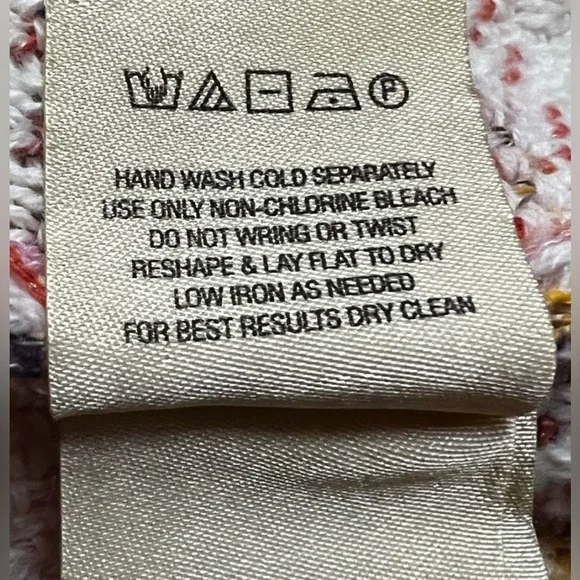 P
HAND WASH COLD SEPARATELY
USE ONLY NON-CHLORINE BLEACH
DO NOT WRING OR TWIST
RESHAPE & LAY FLAT TO DRY
LOW IRON AS NEEDED
FOR BEST RESULTS DRY CLEAN